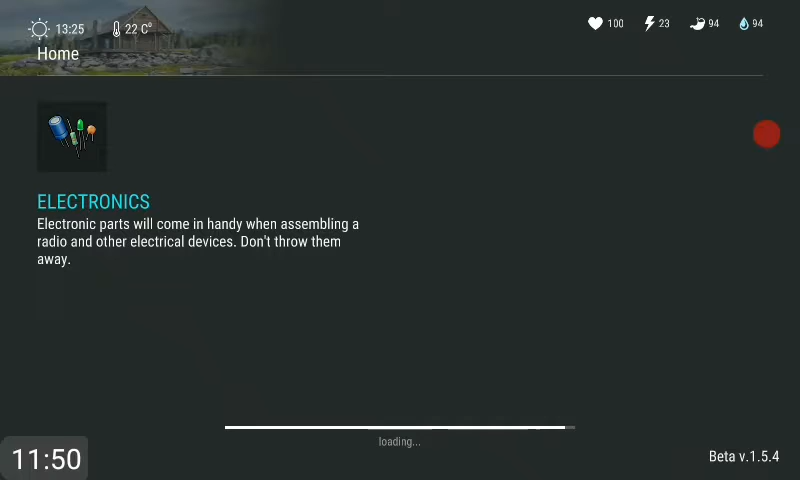 13:25
22 C°
100
23
94
94
Home
ELECTRONICS
Electronic parts will come in handy when assembling a
radio and other electrical devices. Don't throw them
away.
loading...
11:50
Beta v.1.5.4